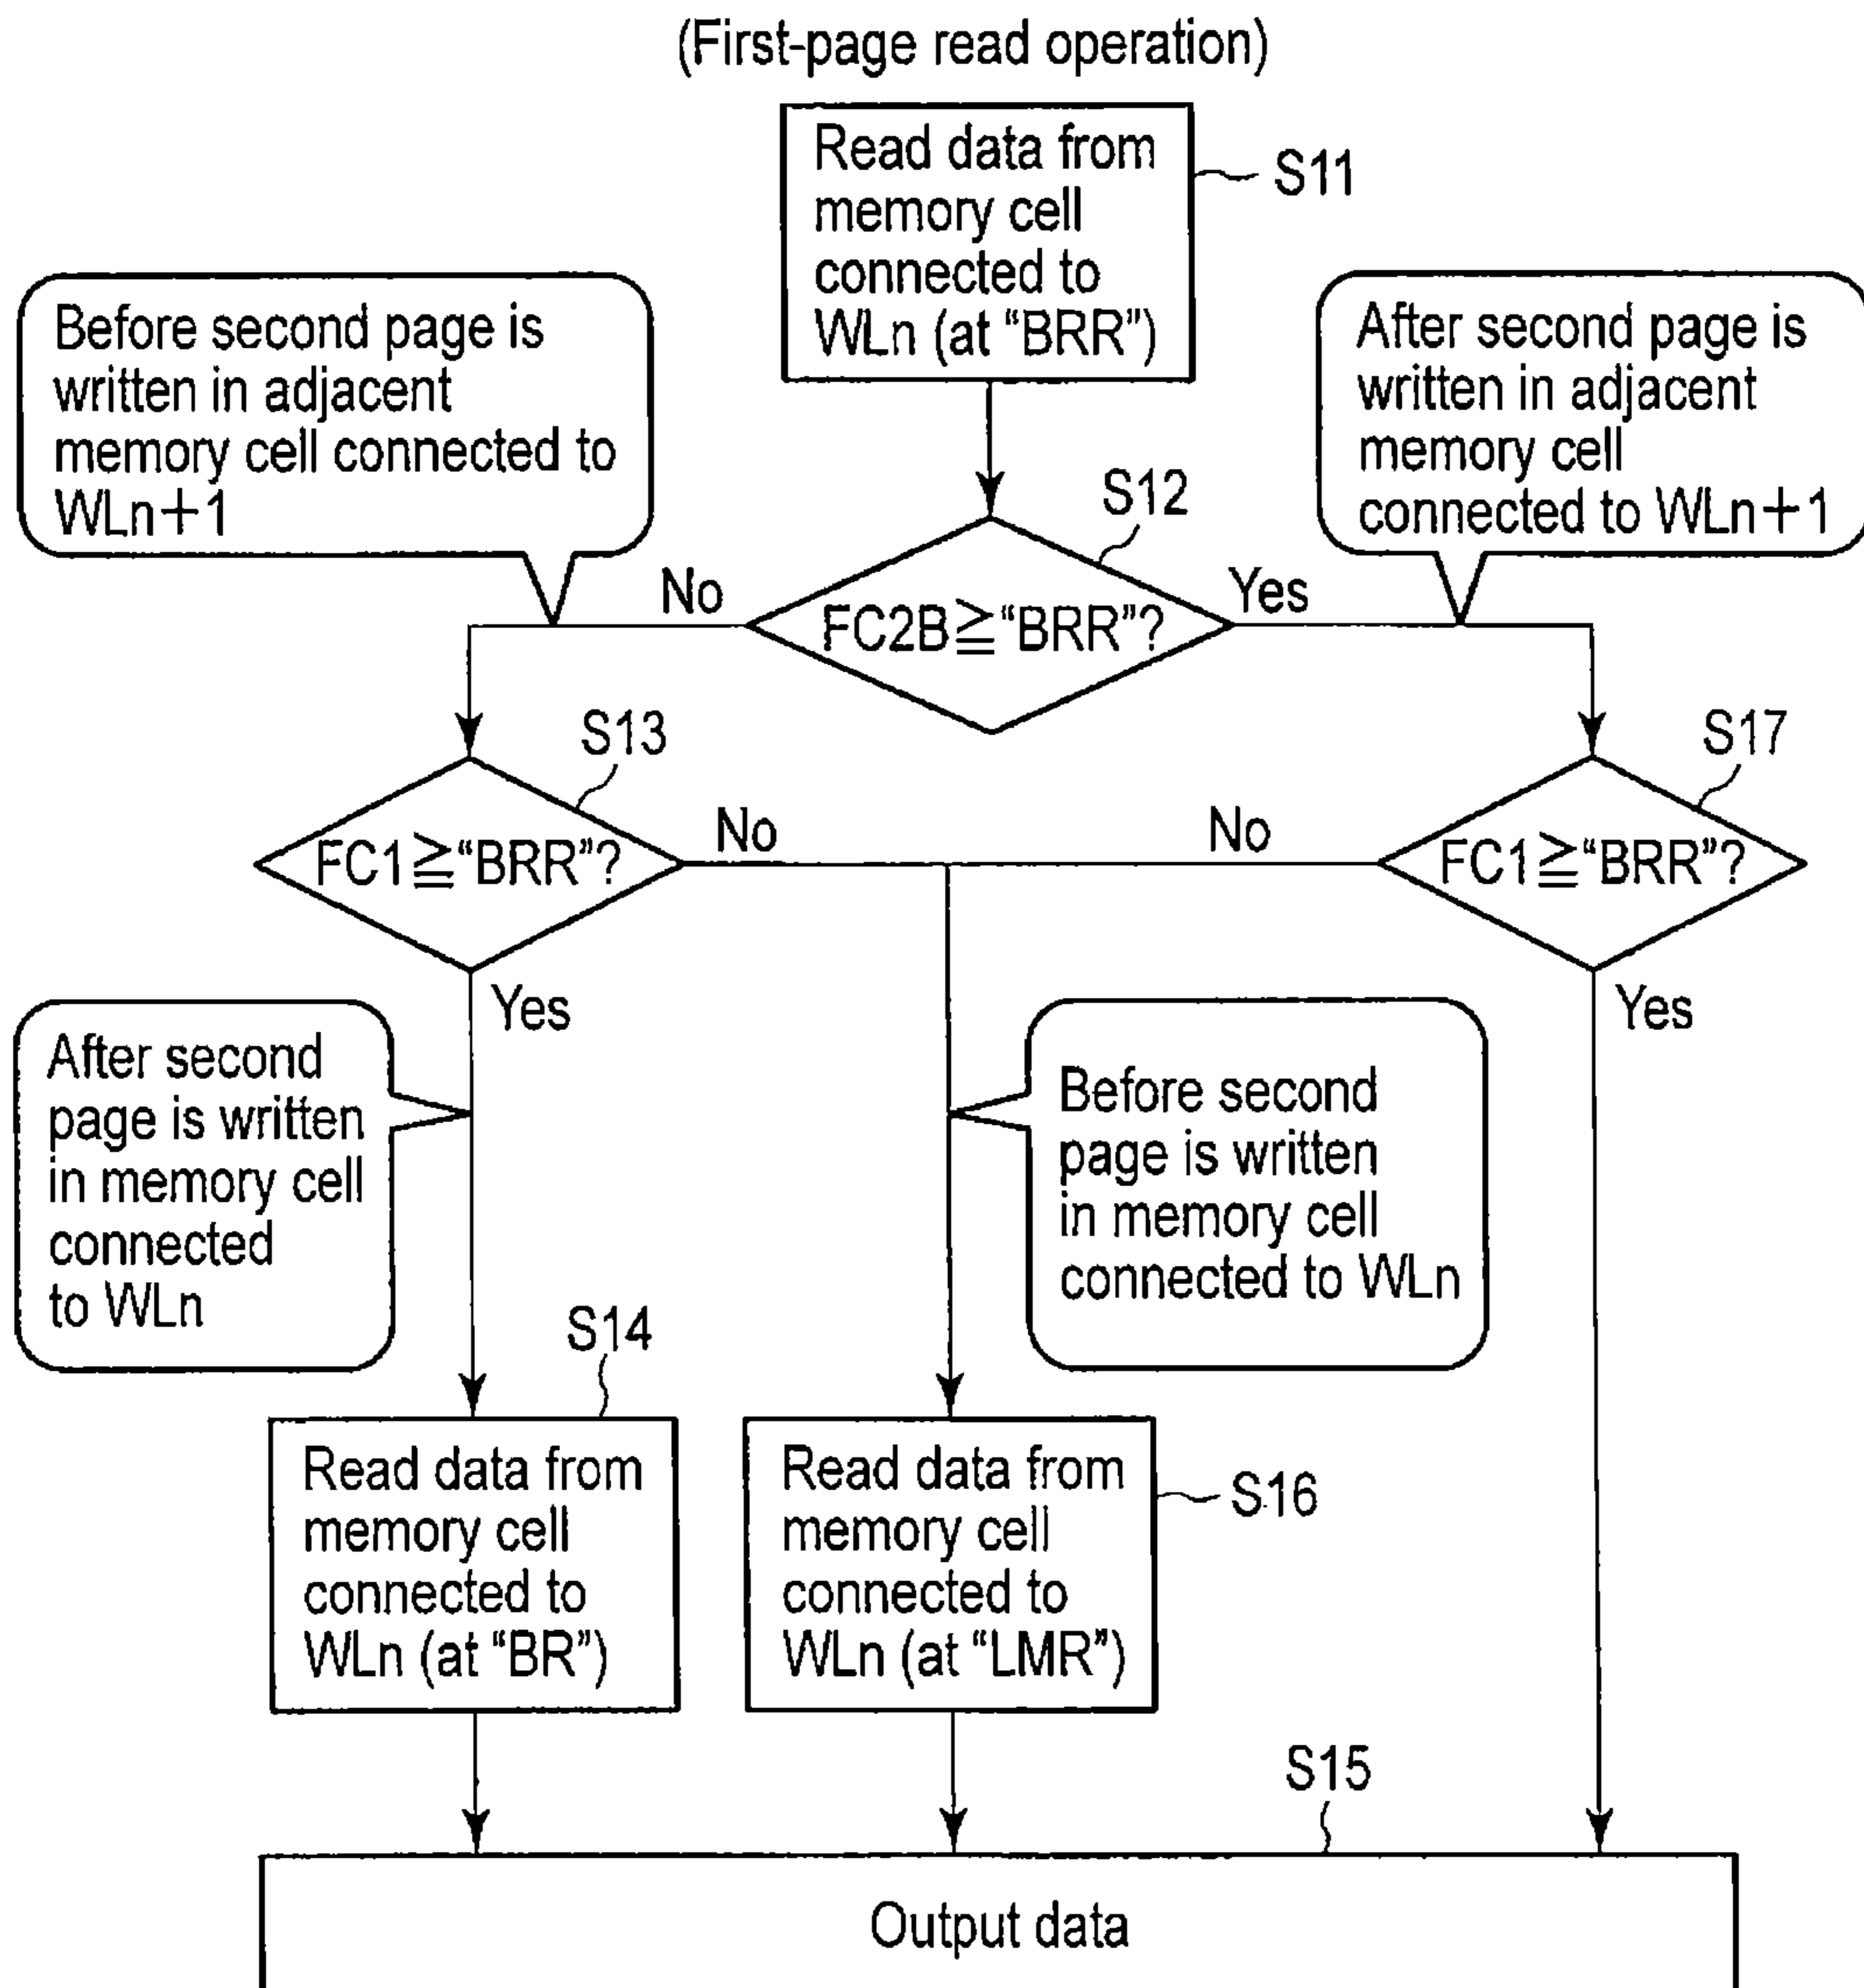 (First-page read operation)
Read data from
memory cell
connected to
WLn (at “BRR”)
S11
Before second page is
written in adjacent
memory cell connected to
WLn+1
After second page is
written in adjacent
memory cell
connected to WLn+1
S12
No
FC2B≧“BRR”?
Yes
S13
FC1≧“BRR”?
No
S17
No
FC1≧“BRR”?
Yes
Yes
After second
page is written
in memory cell
connected
to WLn
Before second
page is written
in memory cell
connected to WLn
S14
Read data from
memory cell
connected to
WLn (at “BR”)
Read data from
memory cell
connected to
WLn (at “LMR”)
S16
S15
Output data